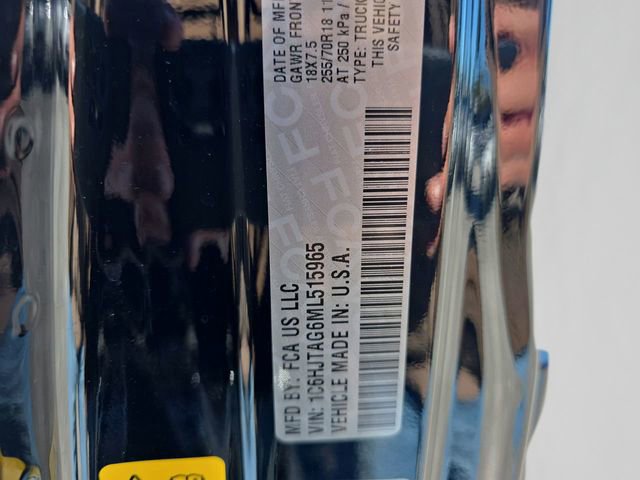 MFD BY: FCA US LLC
DATE OF MF
GAWR FRONT
VIN: 1C6HJTAG6ML515965
18X7.5
VEHICLE MADE IN: U.S.A.
255/70R18
AT 250 kPa /
TYPE: TRUCK
THIS VEHIC
SAFETY
FCA